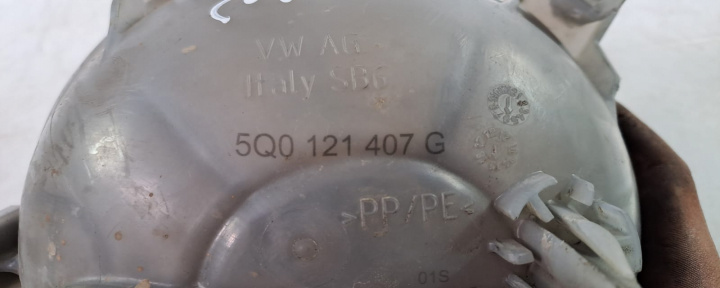 VW AG
Italy SB6
5Q0 121 407 G
>PP/PE<
01S